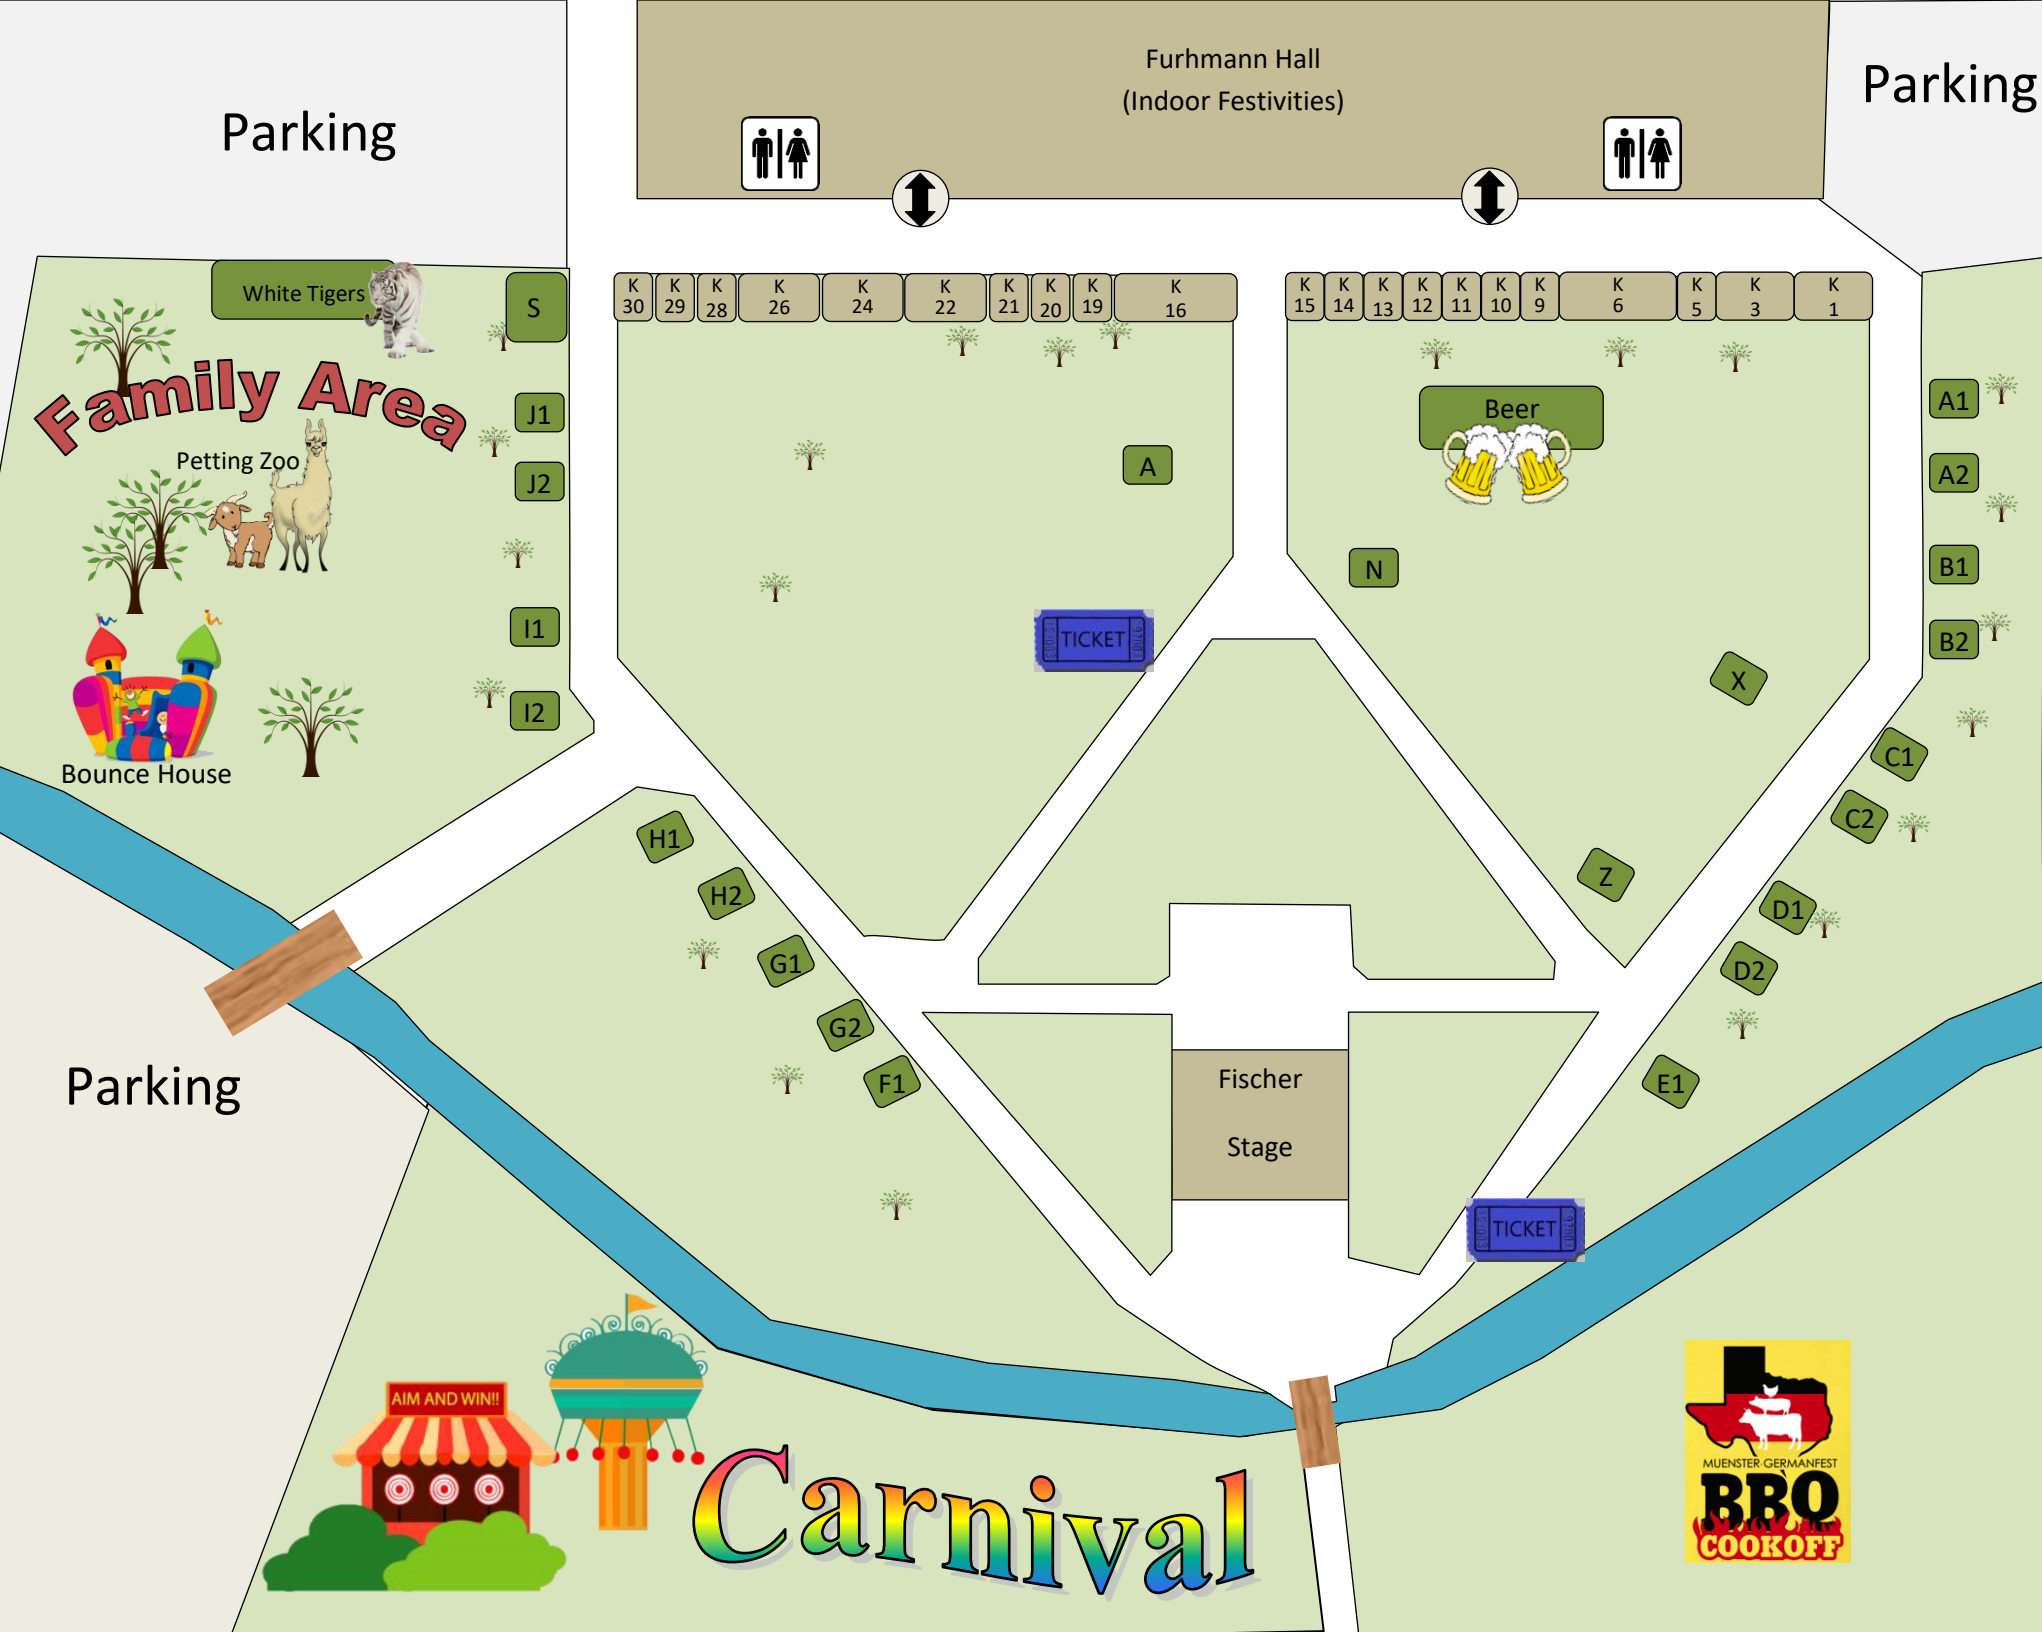 Furhmann Hall
(Indoor Festivities)
Parking
Parking
White Tigers
S
K 30
K 29
K 28
K 26
K 24
K 22
K 21
K 20
K 19
K 16
K 15
K 14
K 13
K 12
K 11
K 10
K 9
K 6
K 5
K 3
K 1
Family Area
J1
Petting Zoo
J2
A
Beer
A1
A2
N
B1
I1
TICKET
B2
I2
X
Bounce House
C1
H1
C2
H2
Z
D1
G1
D2
G2
F1
E1
Parking
Fischer
Stage
TICKET
AIM AND WIN!!
Carnival
MUENSTER GERMANFEST
BBQ
COOKOFF